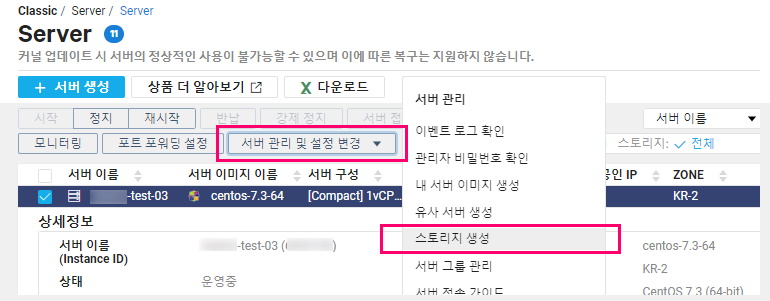 Classic / Server / Server
Server 11
커널 업데이트 시 서버의 정상적인 사용이 불가능할 수 있으며 이에 따른 복구는 지원하지 않습니다.
+ 서버 생성 상품 더 알아보기 다운로드
시작 정지 재시작 반납 강제 정지 서버 접 서버 이름
모니터링 포트 포워딩 설정 서버 관리 및 설정 변경 스토리지: 전체
서버 관리
이벤트 로그 확인
관리자 비밀번호 확인
내 서버 이미지 생성
유사 서버 생성
스토리지 생성
서버 그룹 관리
서버 접속 가이드
서버 이름 서버 이미지 이름 서버 구성 IP ZONE
-test-03 centos-7.3-64 [Compact] 1vCP... KR-2
상세정보
서버 이름 -test-03 ( ) centos-7.3-64
(Instance ID) KR-2
상태 운영중 CentOS 7.3 (64-bit)